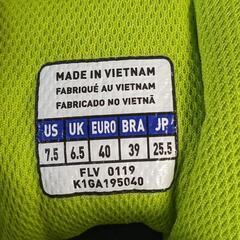 MADE IN VIETNAM
FABRIQUÉ AU VIETNAM
FABRICADO NO VIETNÃ
US UK EURO BRA JP
7.5 6.5 40 39 25.5
FLV 0119
K1GA195040